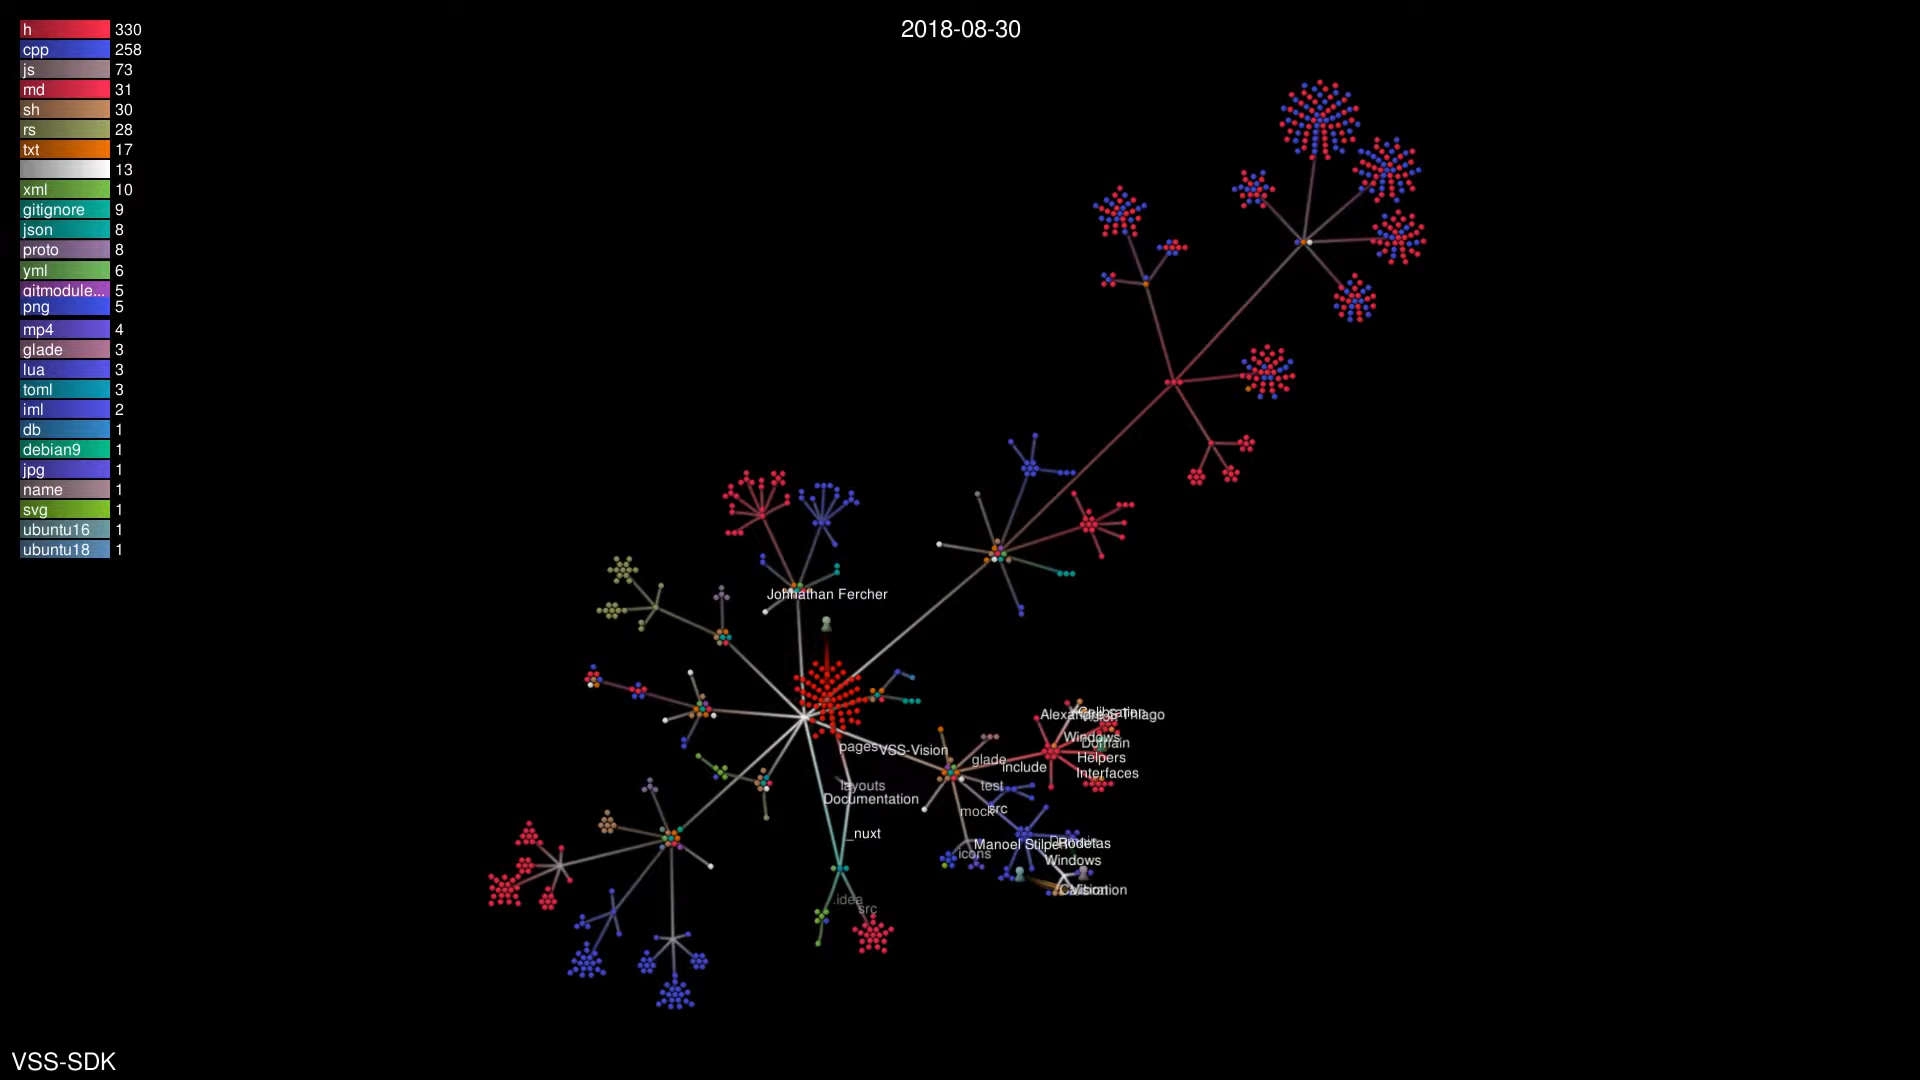 2018-08-30
h 330
cpp 258
js 73
md 31
sh 30
rs 28
txt 17
13
xml 10
gitignore 9
json 8
proto 8
yml 6
gitmodule... 5
png 5
mp4 4
glade 3
lua 3
toml 3
iml 2
db 1
debian9 1
jpg 1
name 1
svg 1
ubuntu16 1
ubuntu18 1
Johnathan Fercher
Windows
Domain
pages
VSS-Vision
glade
Helpers
include
Interfaces
layouts
test
Documentation
mock
src
_nuxt
icons
Windows
.idea
src
VSS-SDK